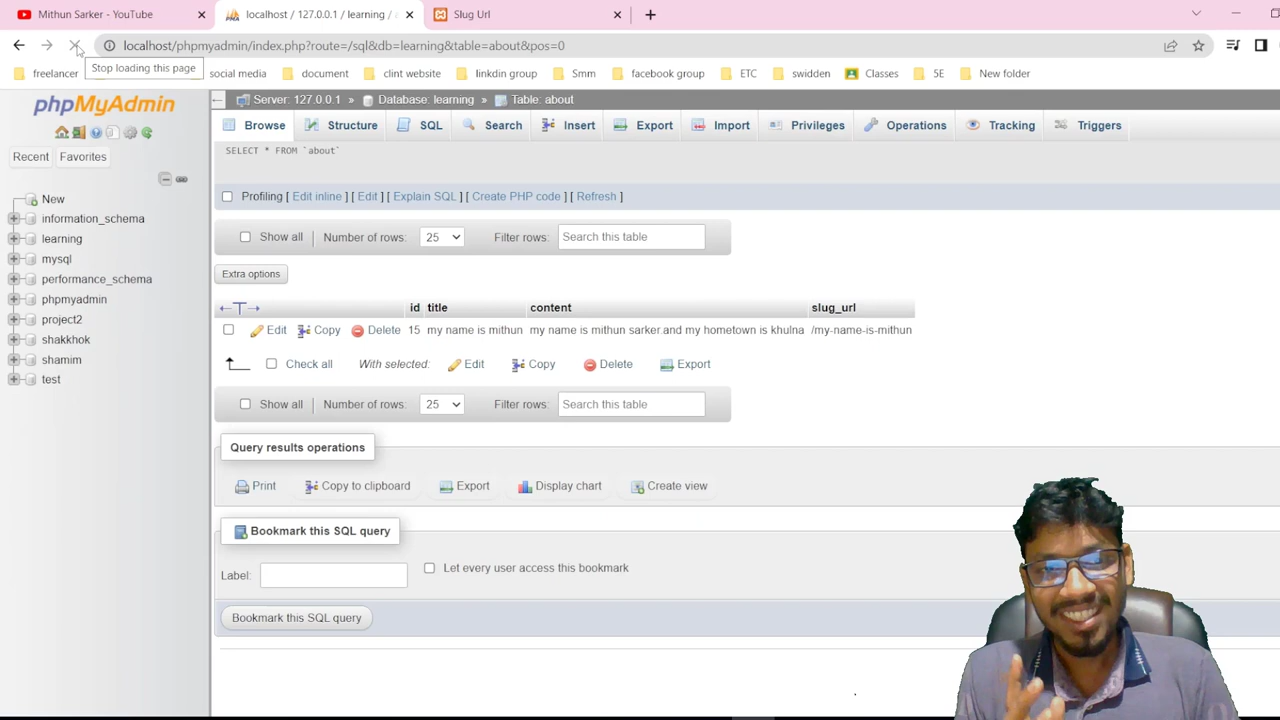 Mithun Sarker - YouTube
localhost / 127.0.0.1 / learning /
Slug Url
localhost/phpmyadmin/index.php?route=/sql&db=learning&table=about&pos=0
Stop loading this page
freelancer
social media
document
clint website
linkdin group
Smm
facebook group
ETC
swidden
Classes
5E
New folder
phpMyAdmin
Recent
Favorites
New
information_schema
learning
mysql
performance_schema
phpmyadmin
project2
shakkhok
shamim
test
Server: 127.0.0.1 » Database: learning » Table: about
Browse Structure SQL Search Insert Export Import Privileges Operations Tracking Triggers
SELECT * FROM `about`
Profiling [ Edit inline ] [ Edit ] [ Explain SQL ] [ Create PHP code ] [ Refresh ]
Show all Number of rows: 25 Filter rows: Search this table
Extra options
id title content slug_url
Edit Copy Delete 15 my name is mithun my name is mithun sarker and my hometown is khulna /my-name-is-mithun
Check all With selected: Edit Copy Delete Export
Show all Number of rows: 25 Filter rows: Search this table
Query results operations
Print Copy to clipboard Export Display chart Create view
Bookmark this SQL query
Label: Let every user access this bookmark
Bookmark this SQL query